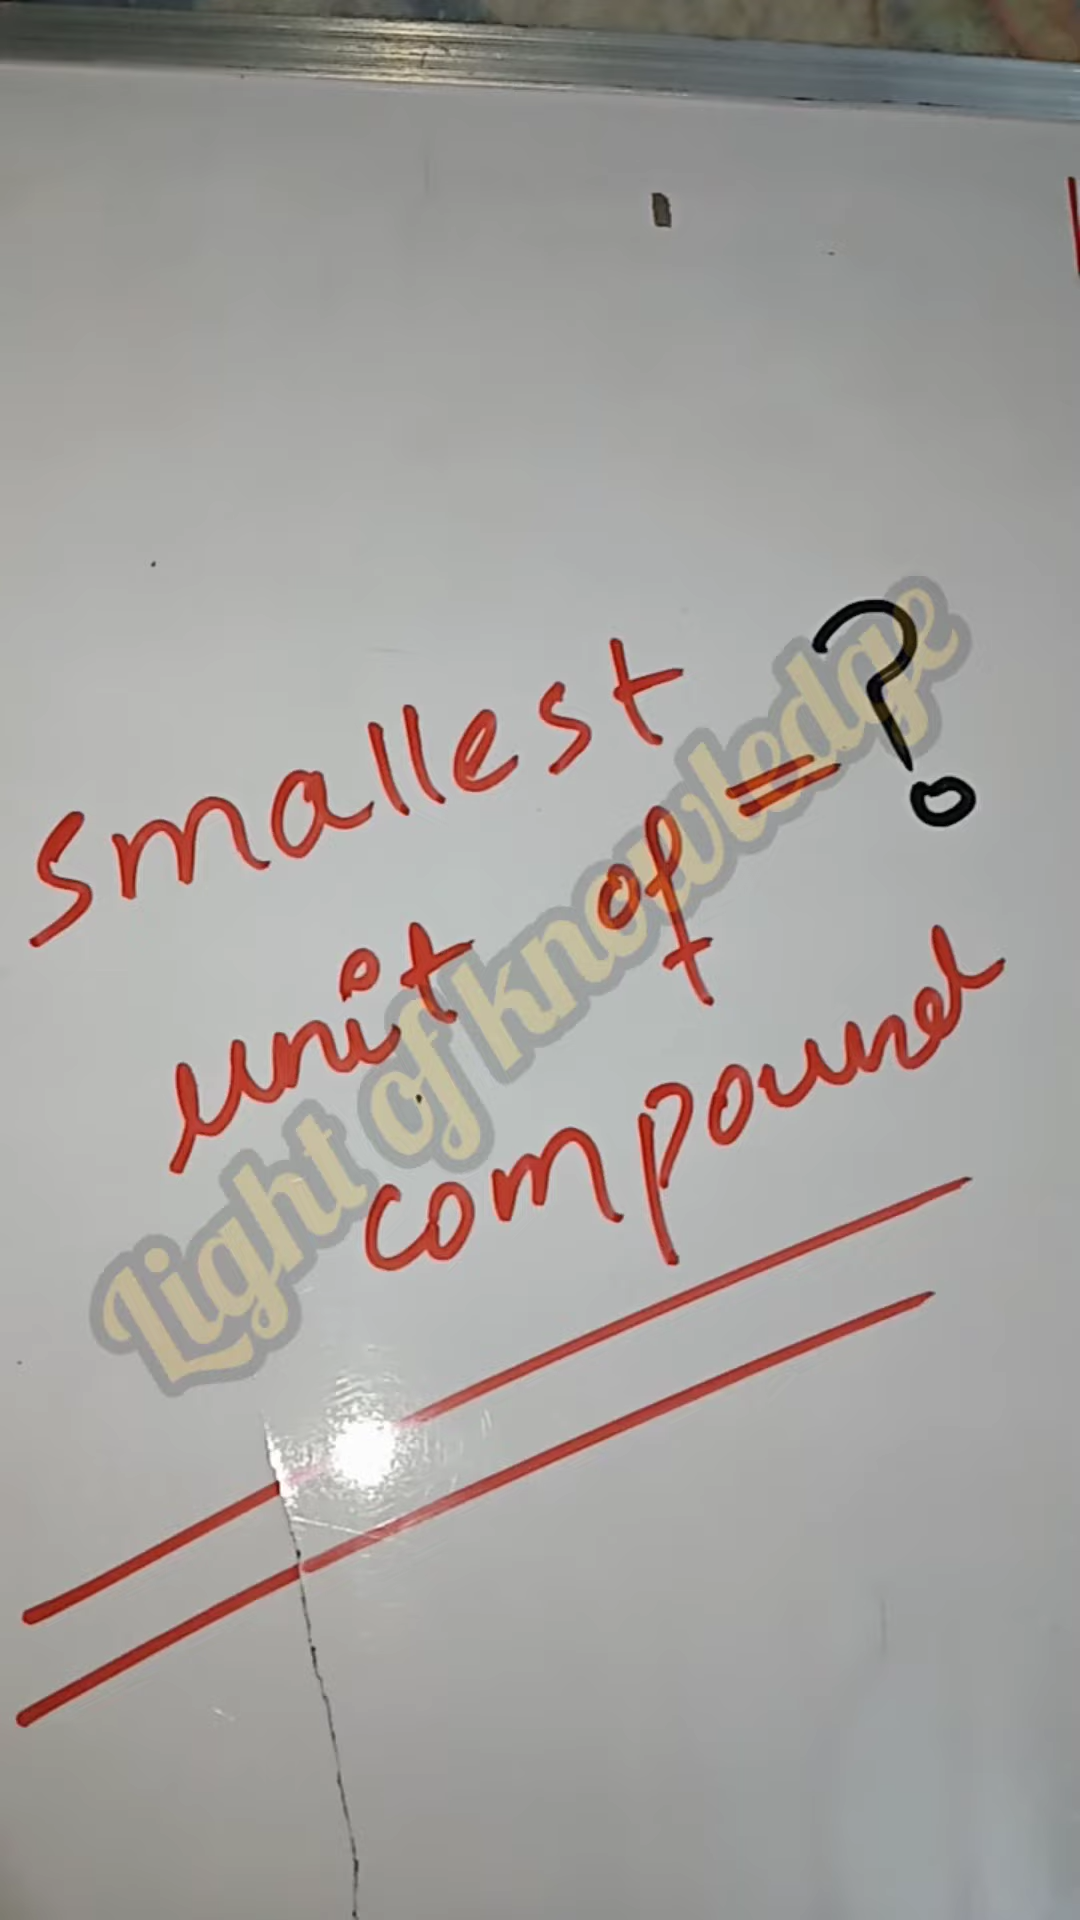 smallest = ?
unit of
compound
Light of knowledge